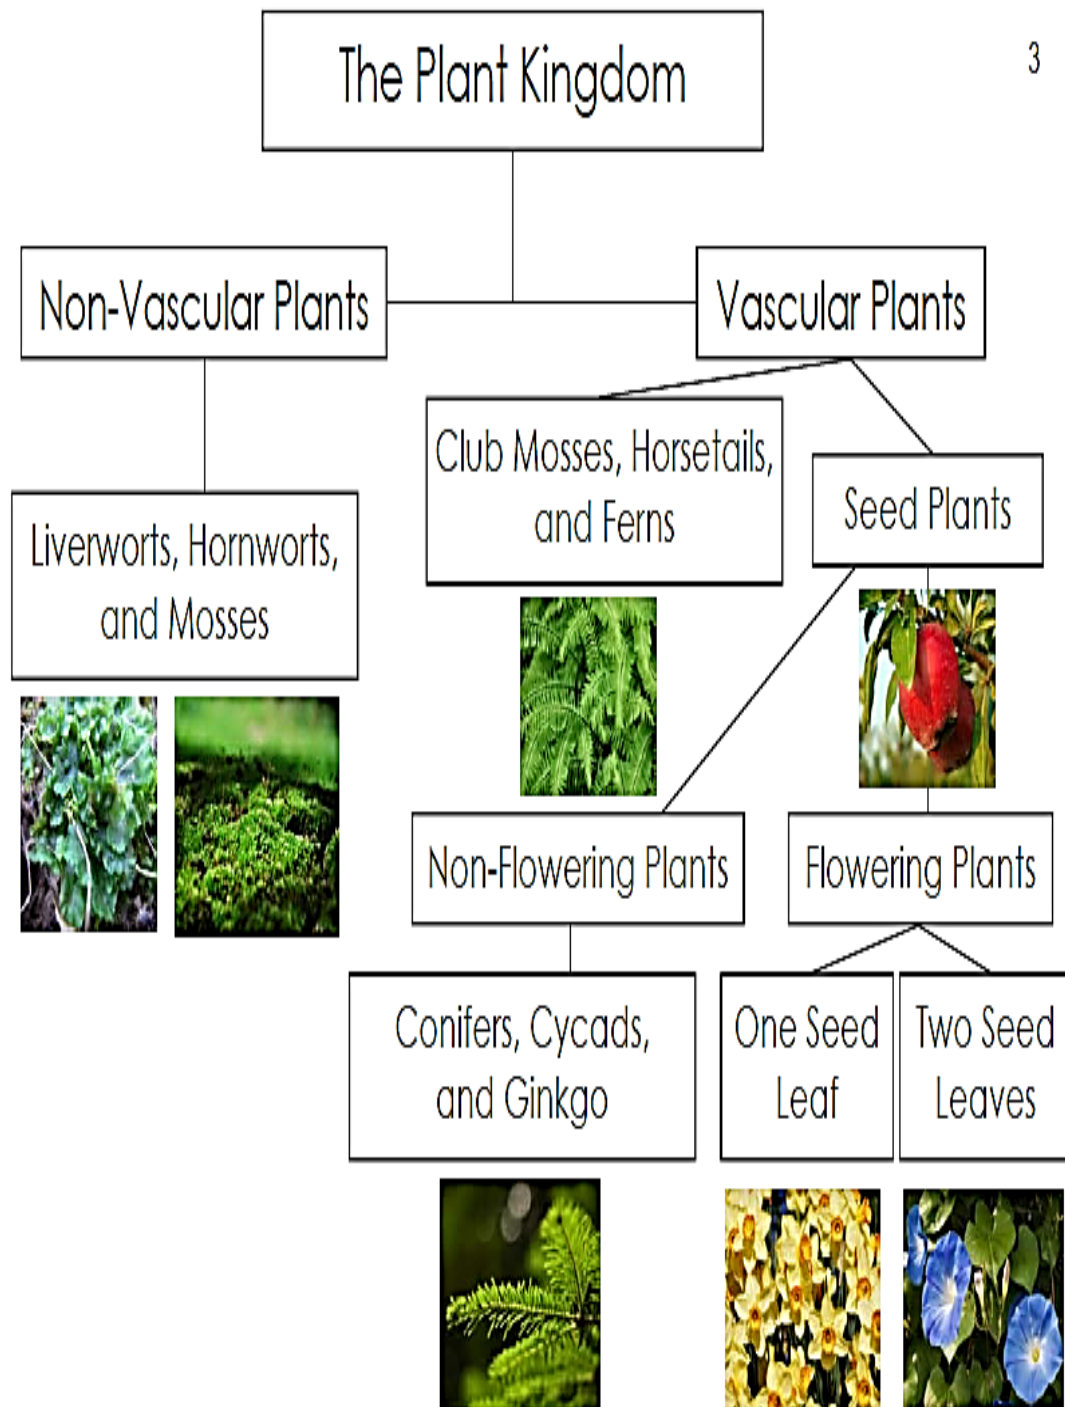 The Plant Kingdom
3
Non-Vascular Plants
Vascular Plants
Club Mosses, Horsetails,
and Ferns
Seed Plants
Liverworts, Hornworts,
and Mosses
Non-Flowering Plants
Flowering Plants
Conifers, Cycads,
and Ginkgo
One Seed
Leaf
Two Seed
Leaves